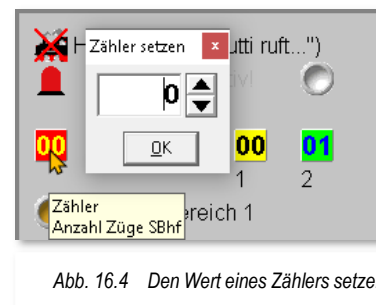 H
Zähler setzen
utti ruft...")
0
OK
00
00
01
1
2
Zähler
Anzahl Züge SBhf
ereich 1
Abb. 16.4 Den Wert eines Zählers setze